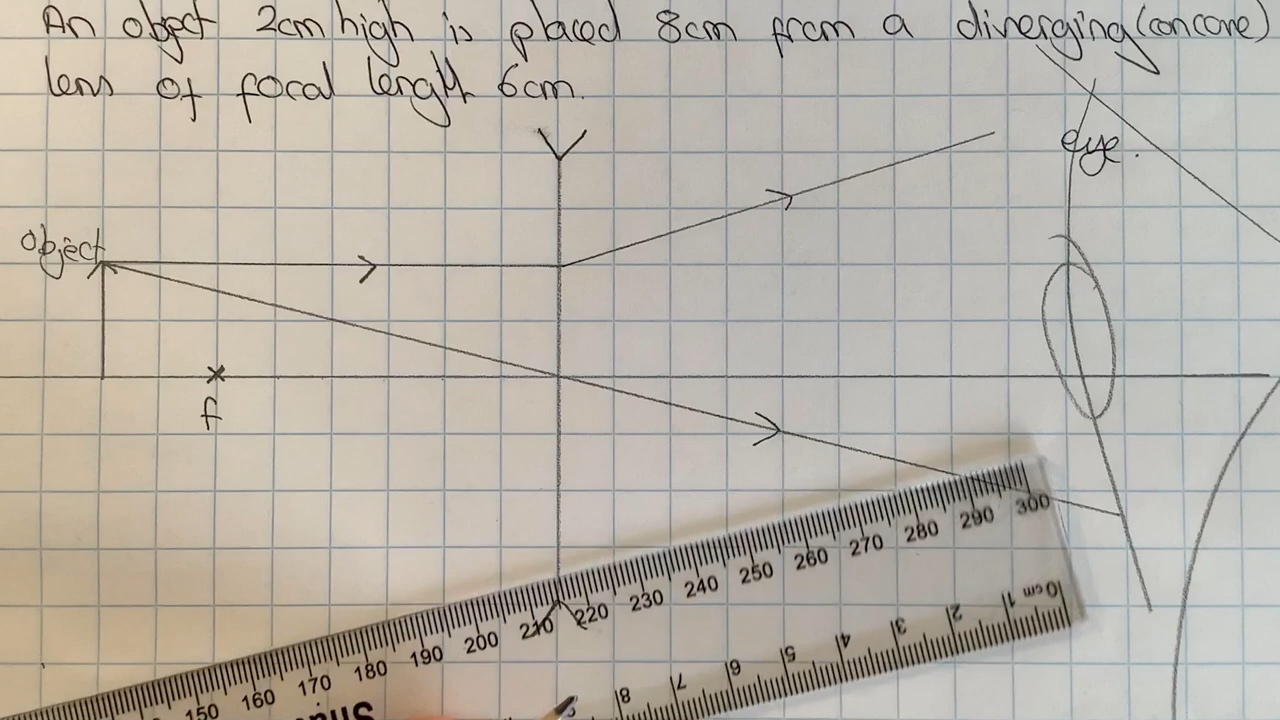 An object 2cm high is placed 8cm from a diverging (concave)
lens of focal length 6cm.
eye.
object
f
150 160 170 180 190 200 210 220 230 240 250 260 270 280 290 300
8 7 6 5 4 3 2 1 0 cm